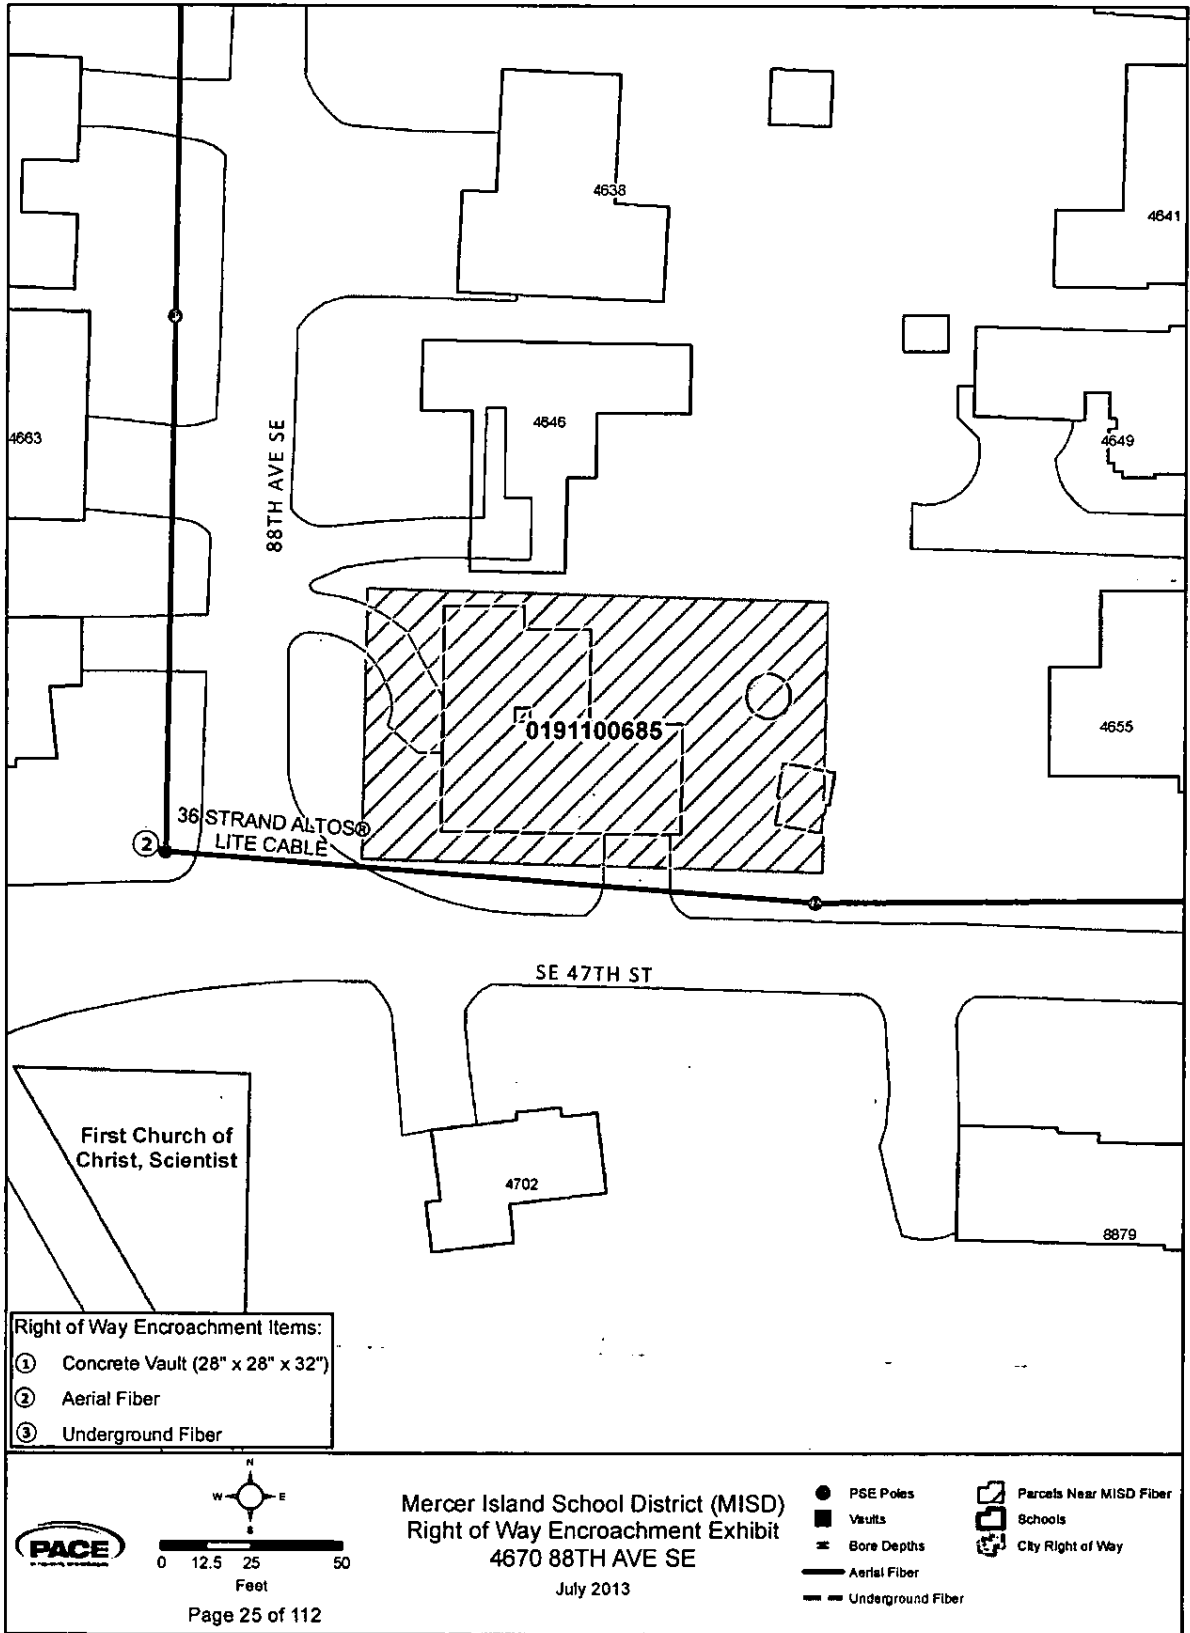 4638
4641
4663
88TH AVE SE
4646
4649
0191100685
4655
36 STRAND ALTOS®
LITE CABLE
2
SE 47TH ST
First Church of
Christ, Scientist
4702
8879
Right of Way Encroachment Items:
1 Concrete Vault (28" x 28" x 32")
2 Aerial Fiber
3 Underground Fiber
N
W E
S
PACE
0 12.5 25 50
Feet
Page 25 of 112
Mercer Island School District (MISD)
Right of Way Encroachment Exhibit
4670 88TH AVE SE
July 2013
PSE Poles
Vaults
Bore Depths
Aerial Fiber
Underground Fiber
Parcels Near MISD Fiber
Schools
City Right of Way